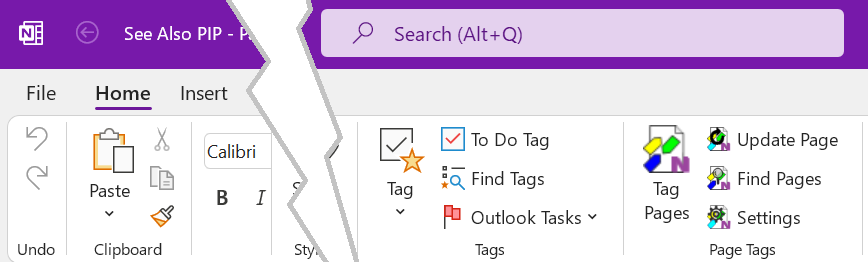 See Also PIP - P
Search (Alt+Q)
File Home Insert
Calibri
To Do Tag
Update Page
Find Tags
Find Pages
Paste
B I
Tag
Tag Pages
Outlook Tasks
Settings
Undo
Clipboard
Styl
Tags
Page Tags